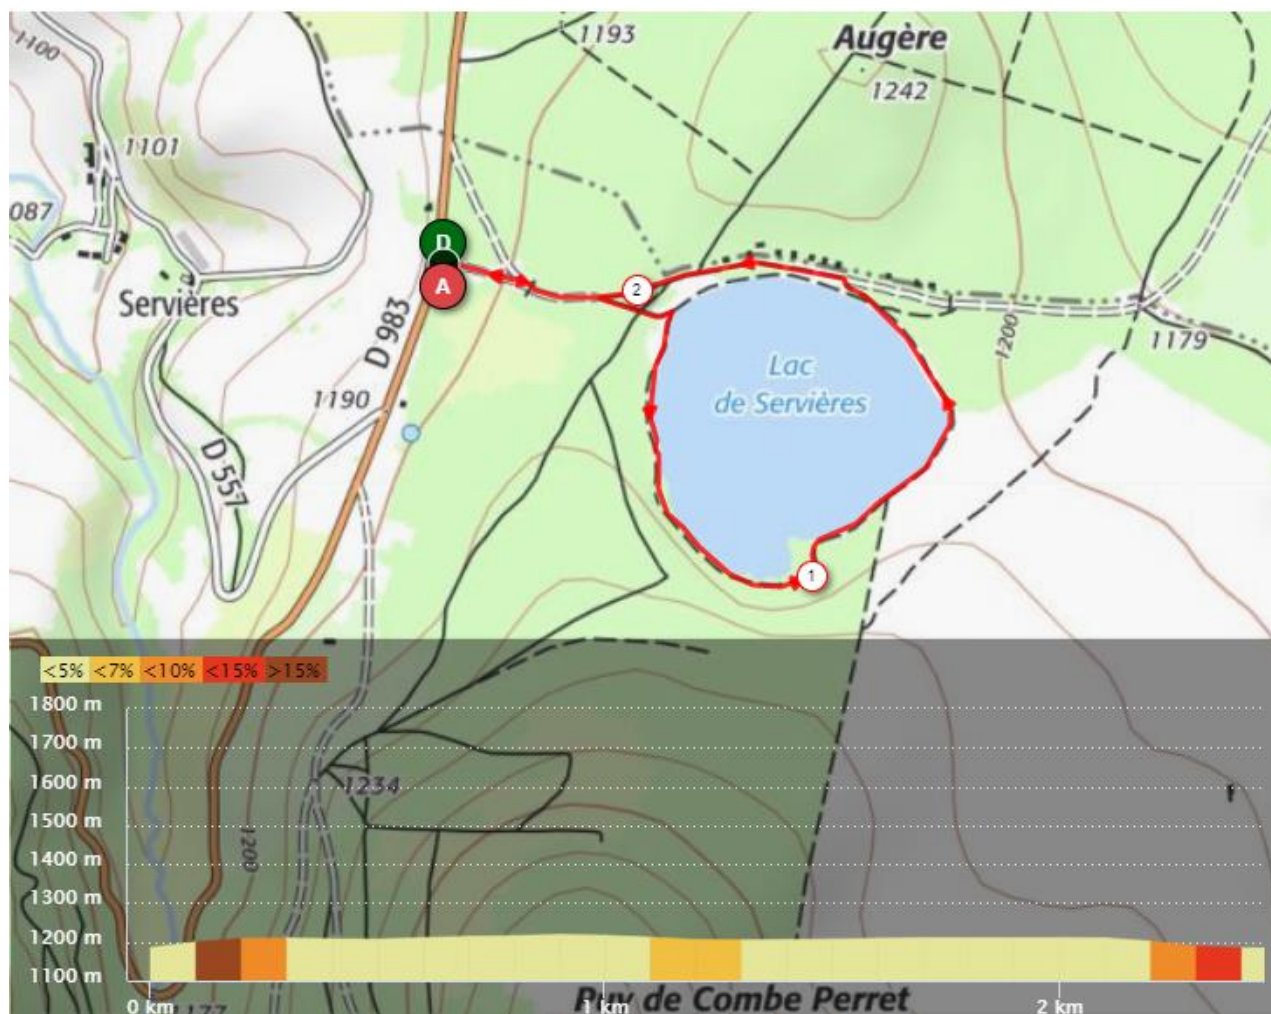 1193
Augère
1100
1242
1101
087
D
A
2
Servières
D 983
1200
1179
Lac
de Servières
1190
D 557
1
<5% <7% <10% <15% >15%
1800 m
1700 m
1600 m
1234
1500 m
1200
1400 m
1300 m
1200 m
1100 m
0 km 1 km 2 km
1177
Puy de Combe Perret